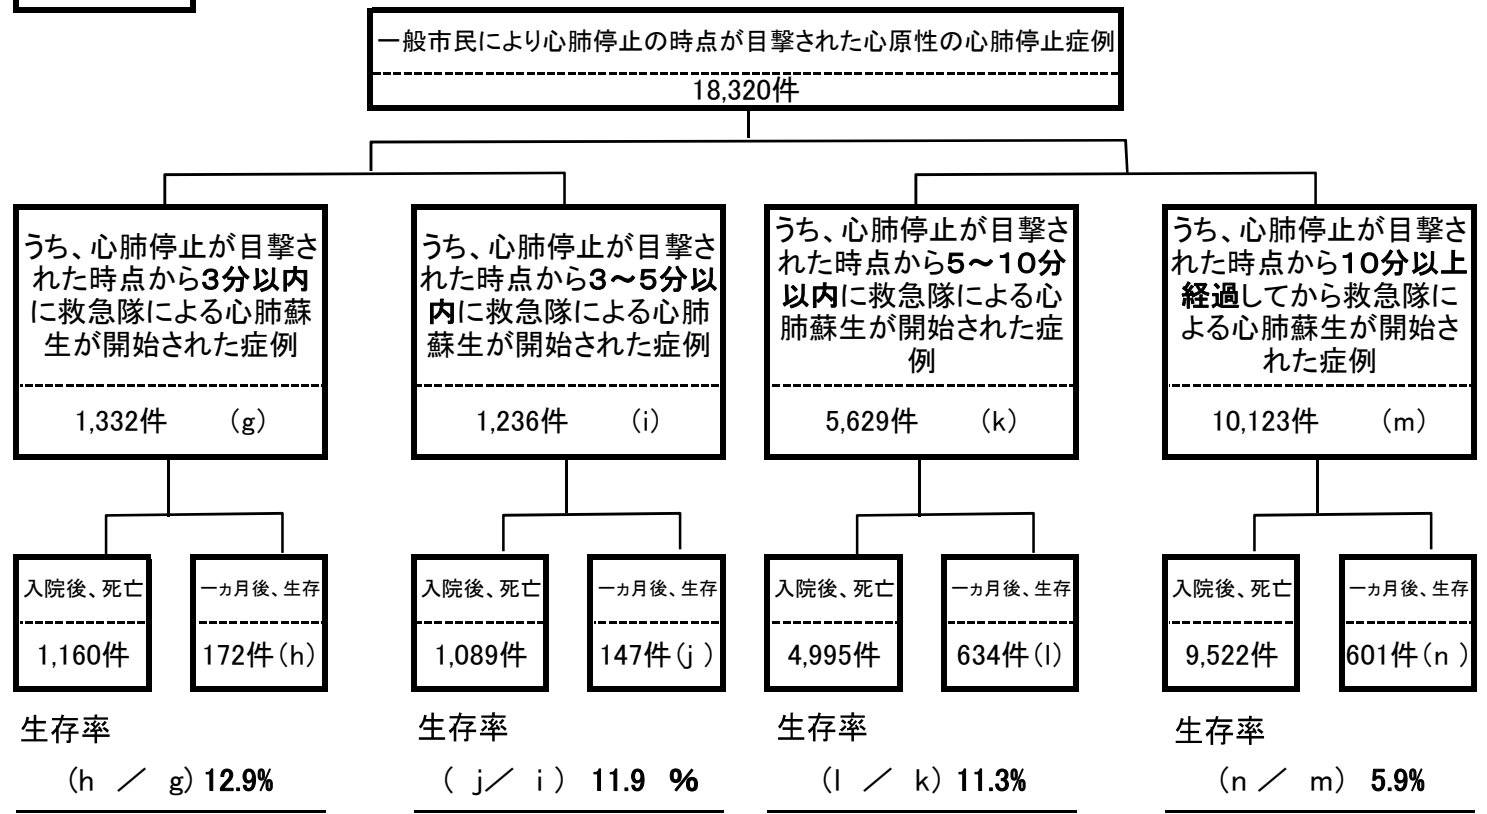 一般市民により心肺停止の時点が目撃された心原性の心肺停止症例
18,320件
うち、心肺停止が目撃さ
れた時点から3分以内
に救急隊による心肺蘇
生が開始された症例
1,332件 (g)
うち、心肺停止が目撃さ
れた時点から3～5分以
内に救急隊による心肺
蘇生が開始された症例
1,236件 (i)
うち、心肺停止が目撃さ
れた時点から5～10分
以内に救急隊による心
肺蘇生が開始された症
例
5,629件 (k)
うち、心肺停止が目撃さ
れた時点から10分以上
経過してから救急隊に
よる心肺蘇生が開始さ
れた症例
10,123件 (m)
入院後、死亡
1,160件
一ヵ月後、生存
172件(h)
入院後、死亡
1,089件
一ヵ月後、生存
147件(j )
入院後、死亡
4,995件
一ヵ月後、生存
634件(l)
入院後、死亡
9,522件
一ヵ月後、生存
601件(n )
生存率
(h ／ g) 12.9%
生存率
( j／ i ) 11.9 %
生存率
(l ／ k) 11.3%
生存率
(n ／ m) 5.9%